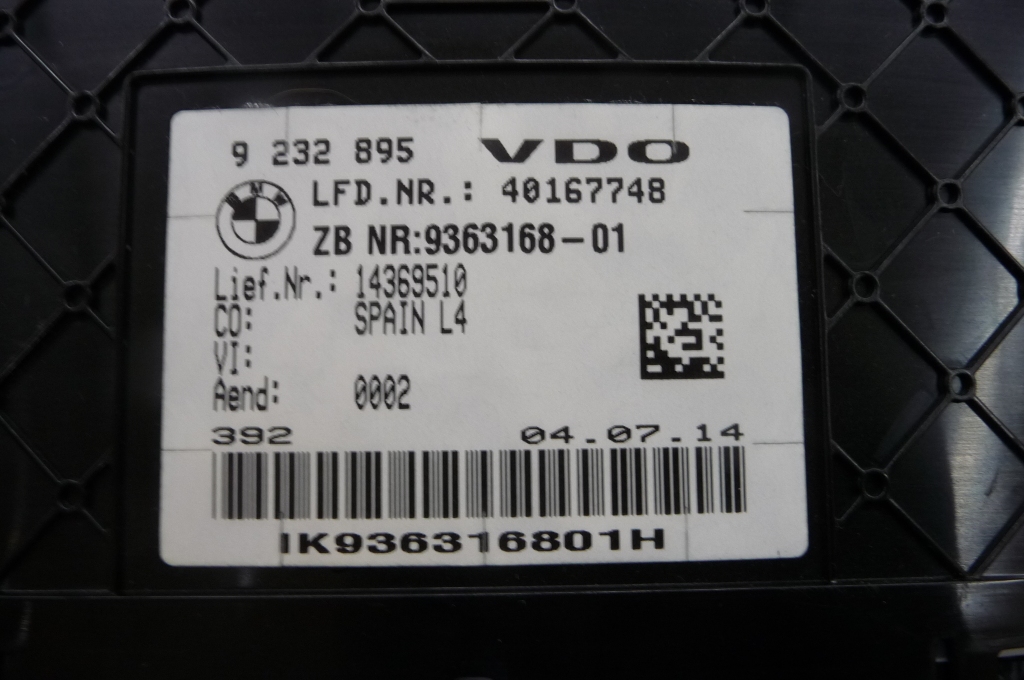 9 232 895 VDO
BMW
LFD.NR.: 40167748
ZB NR:9363168-01
Lief.Nr.: 14369510
CO: SPAIN L4
VI:
Aend: 0002
392 04.07.14
IK936316801H